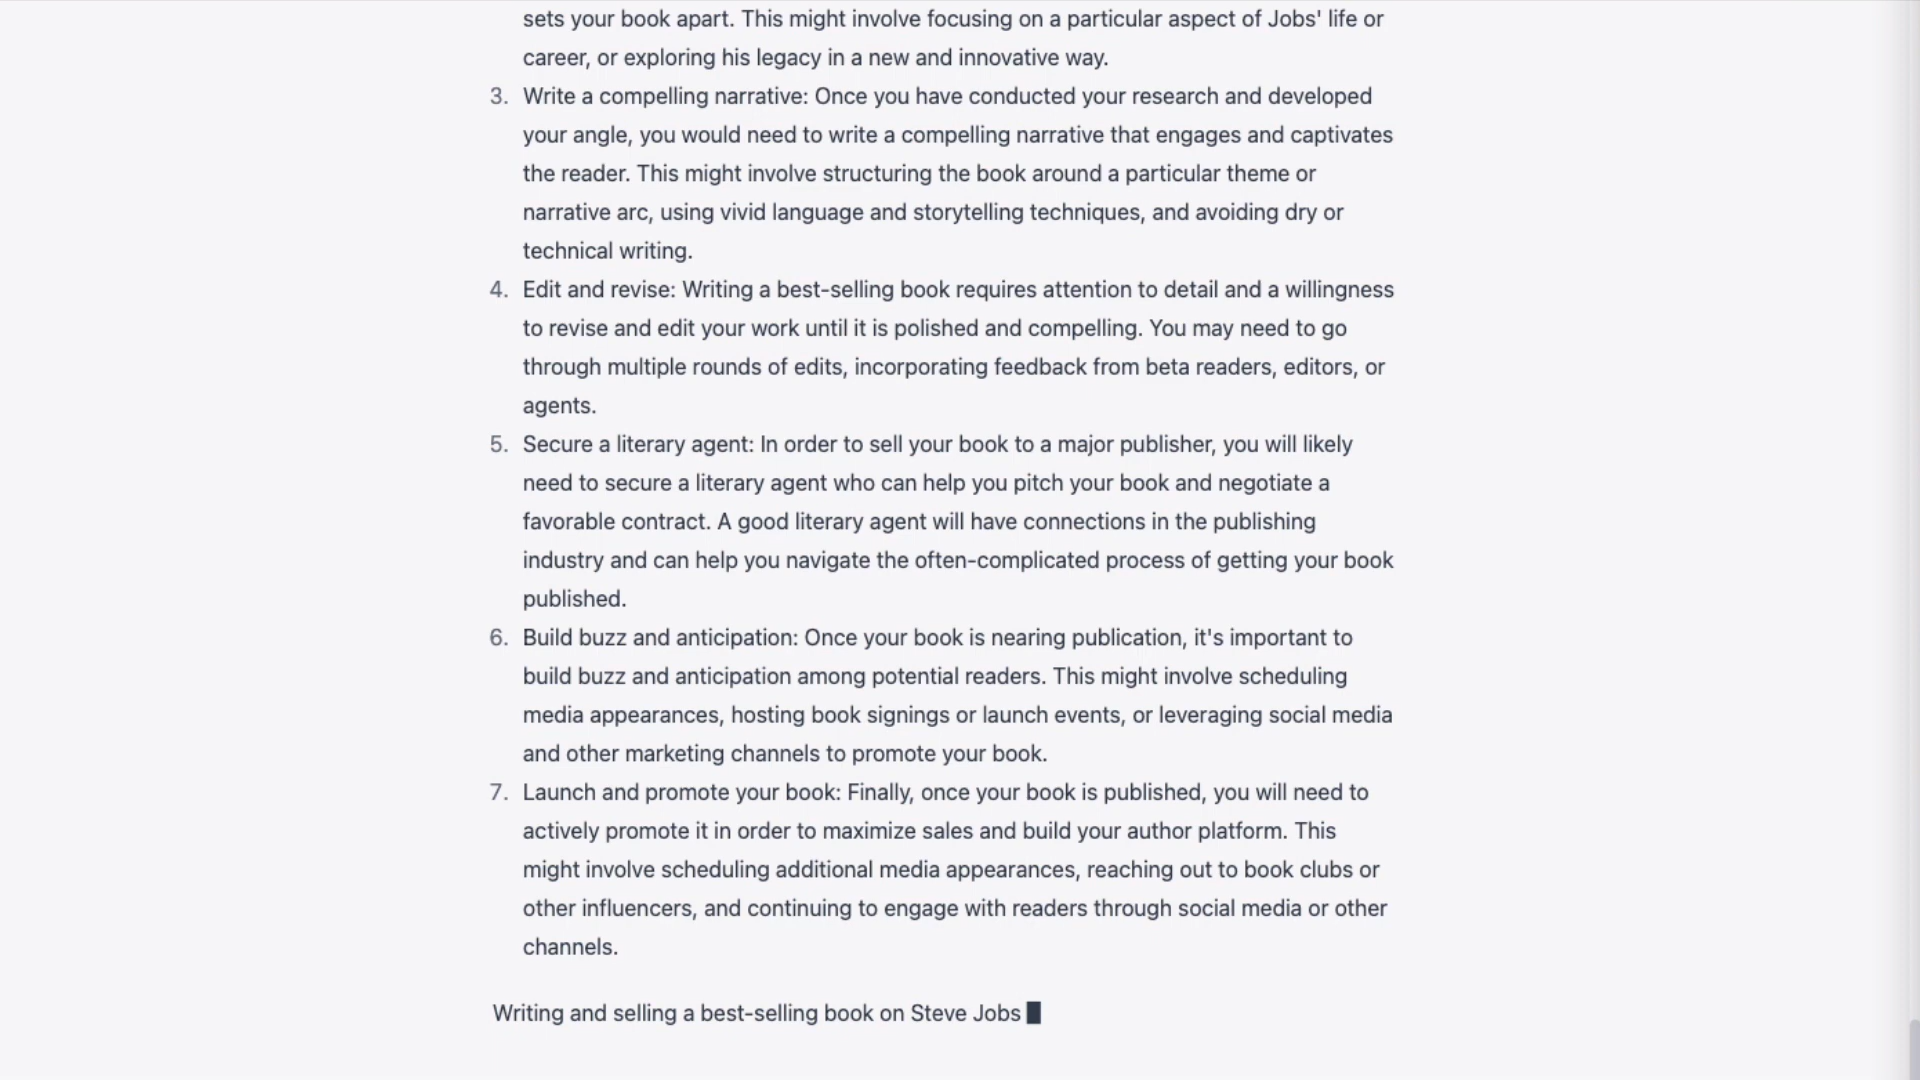 sets your book apart. This might involve focusing on a particular aspect of Jobs' life or
career, or exploring his legacy in a new and innovative way.
3. Write a compelling narrative: Once you have conducted your research and developed
your angle, you would need to write a compelling narrative that engages and captivates
the reader. This might involve structuring the book around a particular theme or
narrative arc, using vivid language and storytelling techniques, and avoiding dry or
technical writing.
4. Edit and revise: Writing a best-selling book requires attention to detail and a willingness
to revise and edit your work until it is polished and compelling. You may need to go
through multiple rounds of edits, incorporating feedback from beta readers, editors, or
agents.
5. Secure a literary agent: In order to sell your book to a major publisher, you will likely
need to secure a literary agent who can help you pitch your book and negotiate a
favorable contract. A good literary agent will have connections in the publishing
industry and can help you navigate the often-complicated process of getting your book
published.
6. Build buzz and anticipation: Once your book is nearing publication, it's important to
build buzz and anticipation among potential readers. This might involve scheduling
media appearances, hosting book signings or launch events, or leveraging social media
and other marketing channels to promote your book.
7. Launch and promote your book: Finally, once your book is published, you will need to
actively promote it in order to maximize sales and build your author platform. This
might involve scheduling additional media appearances, reaching out to book clubs or
other influencers, and continuing to engage with readers through social media or other
channels.
Writing and selling a best-selling book on Steve Jobs